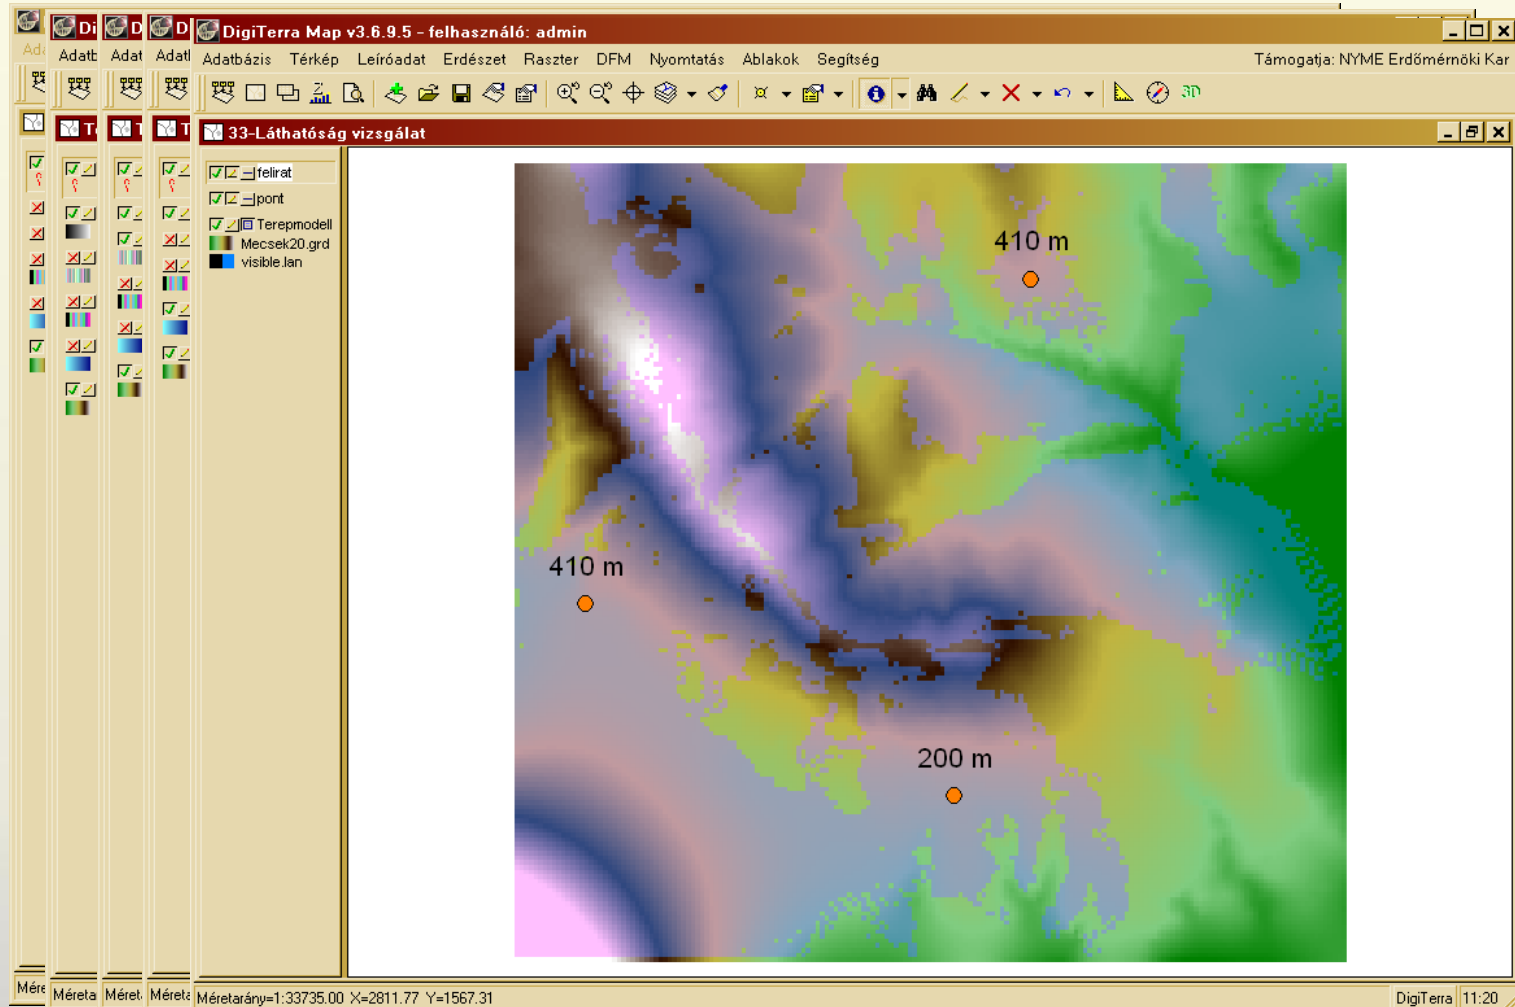 DigiTerra Map v3.6.9.5 - felhasználó: admin
Adatbázis Térkép Leíróadat Erdészet Raszter DFM Nyomtatás Ablakok Segítség Támogatja: NYME Erdőmérnöki Kar
3D
33-Láthatóság vizsgálat
felirat
pont
Terepmodell
Mecsek20.grd
visible.lan
410 m
410 m
200 m
Méretarány=1:33735.00 X=2811.77 Y=1567.31
DigiTerra 11:20